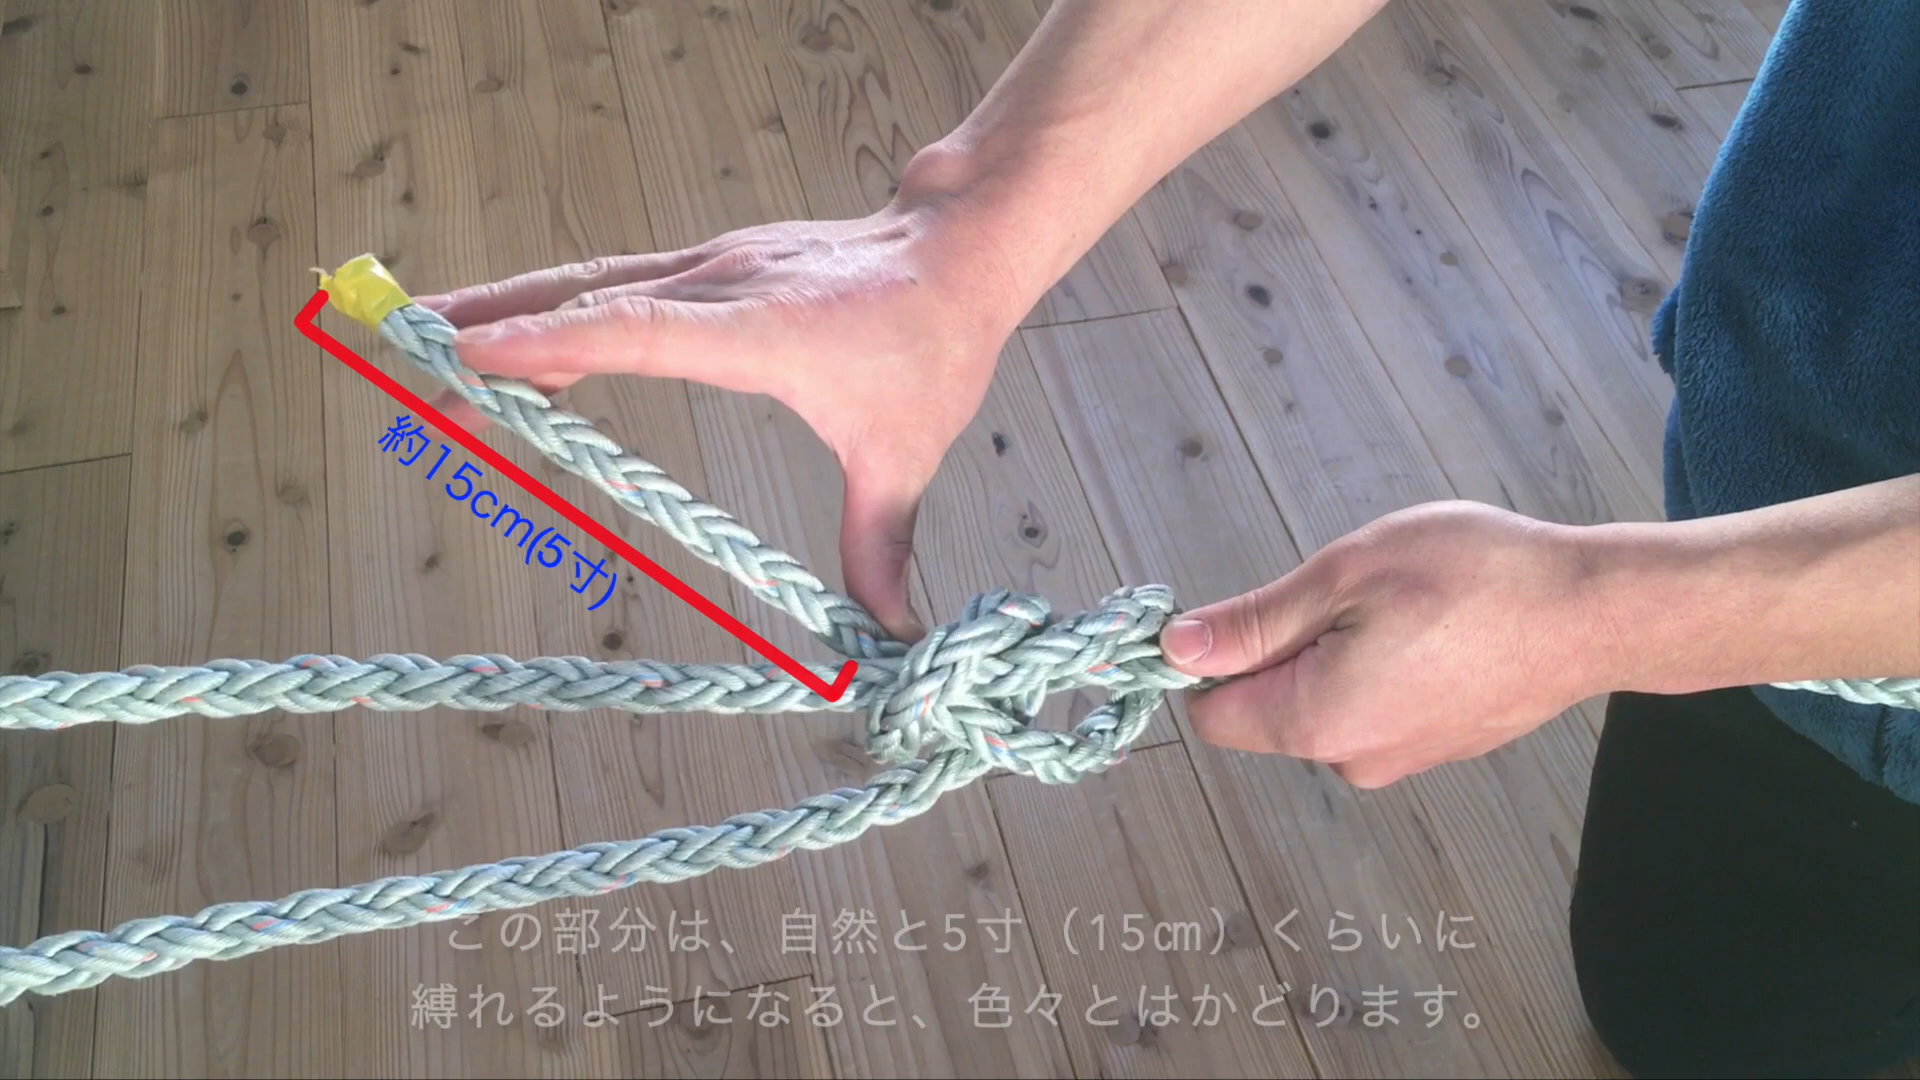 約15cm(5寸)
この部分は、自然と5寸（15㎝）くらいに
縛れるようになると、色々とはかどります。